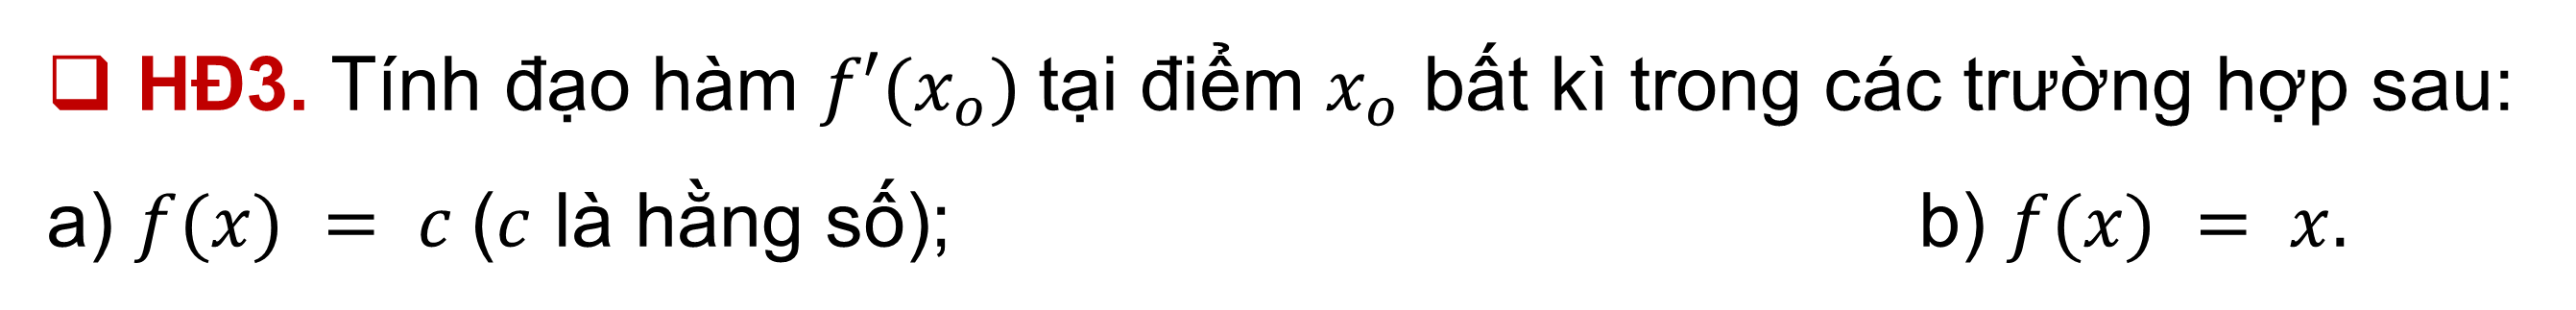 ❑ HĐ3. Tính đạo hàm f′(xₒ) tại điểm xₒ bất kì trong các trường hợp sau:
a) f(x) = c (c là hằng số); b) f(x) = x.